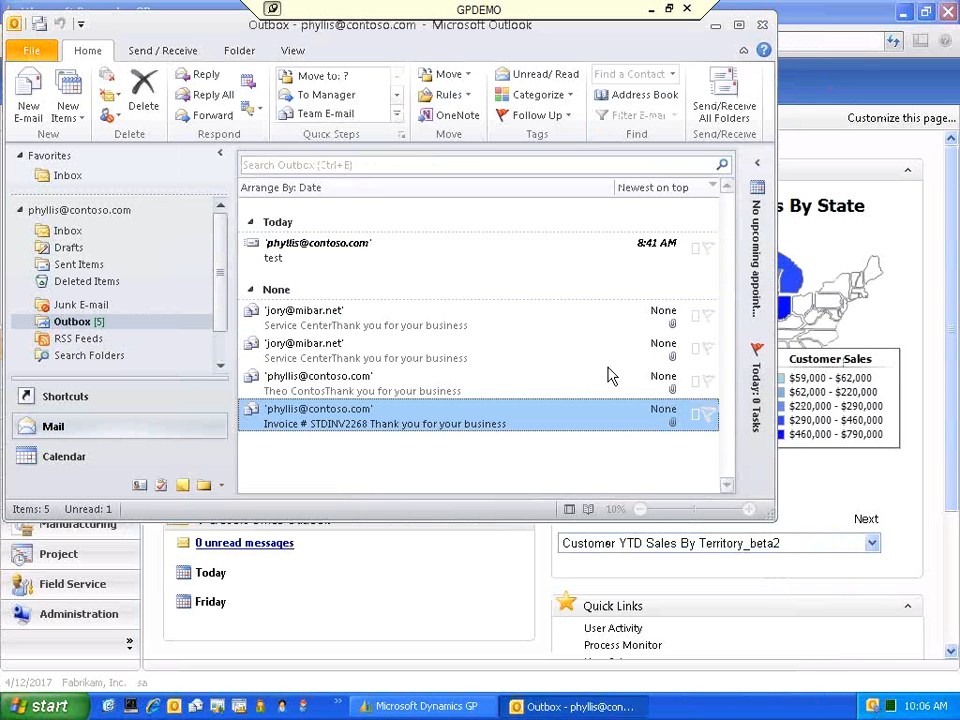 GPDEMO
Outbox - phyllis@contoso.com - Microsoft Outlook
File Home Send / Receive Folder View
New E-mail
New Items
Delete
Reply
Reply All
Forward
Move to: ?
To Manager
Team E-mail
Move
Rules
OneNote
Unread/ Read
Categorize
Follow Up
Find a Contact
Address Book
Filter E-mail
Send/Receive
All Folders
New Delete Respond Quick Steps Move Tags Find Send/Receive
Customize this page...
Favorites
Inbox
phyllis@contoso.com
Inbox
Drafts
Sent Items
Deleted Items
Junk E-mail
Outbox [5]
RSS Feeds
Search Folders
Shortcuts
Mail
Calendar
Search Outbox (Ctrl+E)
Arrange By: Date Newest on top
Today
'phyllis@contoso.com' 8:41 AM
test
None
'jory@mibar.net' None
Service CenterThank you for your business
'jory@mibar.net' None
Service CenterThank you for your business
'phyllis@contoso.com' None
Theo ContosThank you for your business
'phyllis@contoso.com' None
Invoice # STDINV2268 Thank you for your business
No upcoming appoint...
Today: 0 Tasks
s By State
Customer Sales
$59,000 - $62,000
$62,000 - $220,000
$220,000 - $290,000
$290,000 - $460,000
$460,000 - $790,000
Items: 5 Unread: 1
10%
Manufacturing
Project
Field Service
Administration
0 unread messages
Today
Friday
Next
Customer YTD Sales By Territory_beta2
Quick Links
User Activity
Process Monitor
4/12/2017 Fabrikam, Inc. sa
start
Microsoft Dynamics GP
Outbox - phyllis@con...
10:06 AM